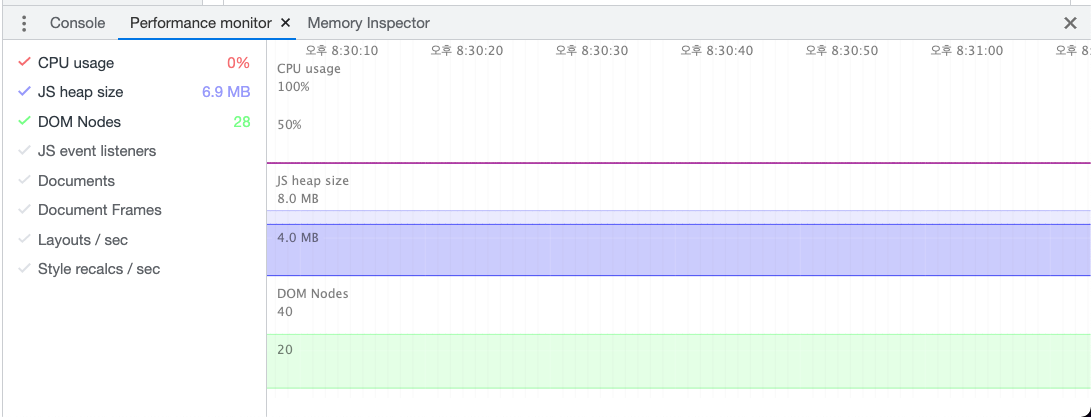 Console Performance monitor × Memory Inspector ×
CPU usage 0%
JS heap size 6.9 MB
DOM Nodes 28
JS event listeners
Documents
Document Frames
Layouts / sec
Style recalcs / sec
오후 8:30:10 오후 8:30:20 오후 8:30:30 오후 8:30:40 오후 8:30:50 오후 8:31:00 오후 8:
CPU usage
100%
50%
JS heap size
8.0 MB
4.0 MB
DOM Nodes
40
20